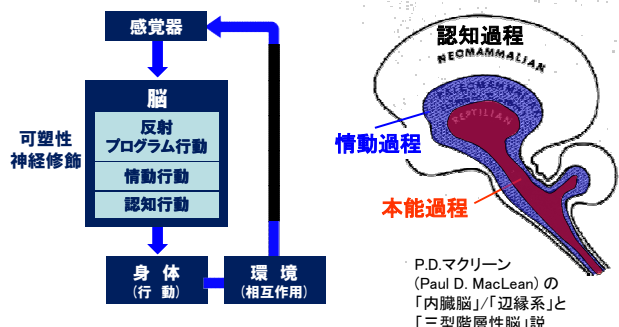 感覚器
脳
反射
プログラム行動
情動行動
認知行動
可塑性
神経修飾
身 体
(行 動)
環 境
(相互作用)
認知過程
NEOMAMMALIAN
PALEOMAMMALIAN
REPTILIAN
情動過程
本能過程
P.D.マクリーン
(Paul D. MacLean) の
「内臓脳」/「辺縁系」と
「三型階層性脳」説